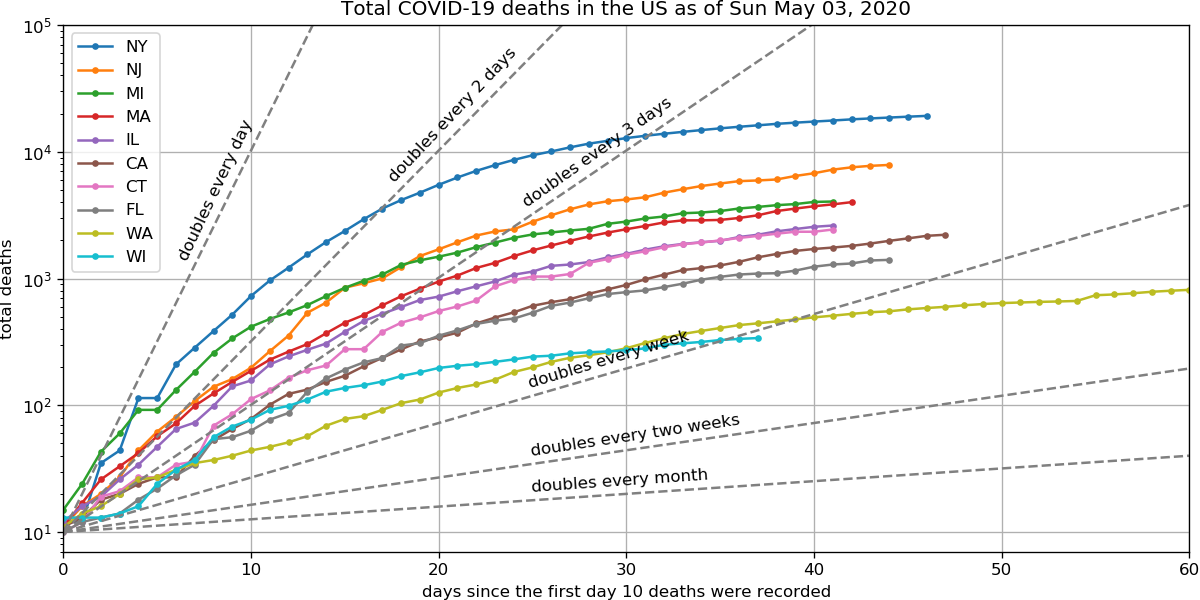 Total COVID-19 deaths in the US as of Sun May 03, 2020
total deaths
10^5
10^4
10^3
10^2
10^1
NY
NJ
MI
MA
IL
CA
CT
FL
WA
WI
doubles every day
doubles every 2 days
doubles every 3 days
doubles every week
doubles every two weeks
doubles every month
0
10
20
30
40
50
60
days since the first day 10 deaths were recorded